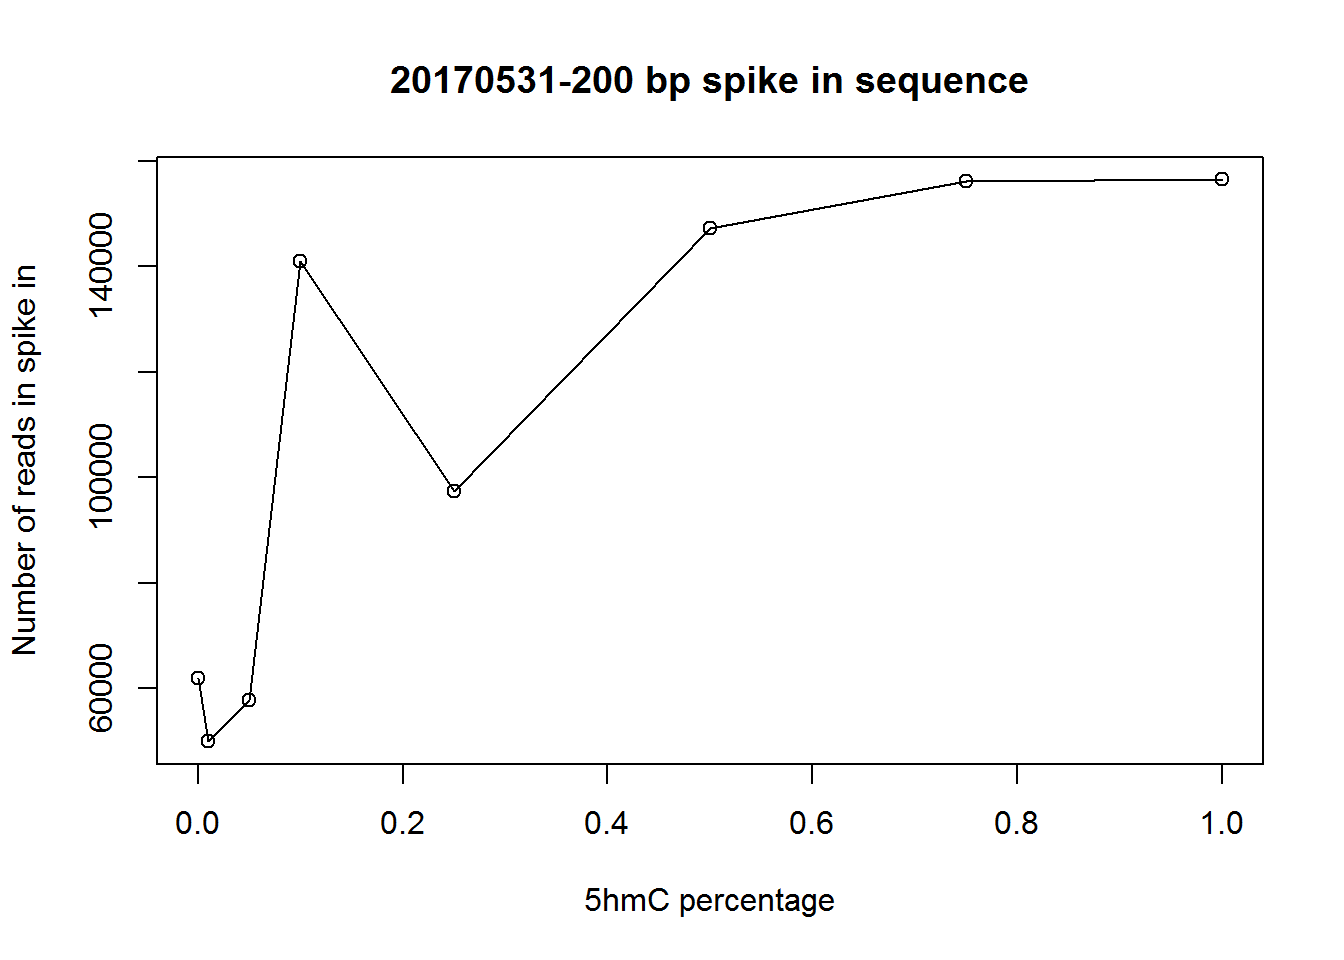 20170531-200 bp spike in sequence
Number of reads in spike in
140000
100000
60000
0.0 0.2 0.4 0.6 0.8 1.0
5hmC percentage